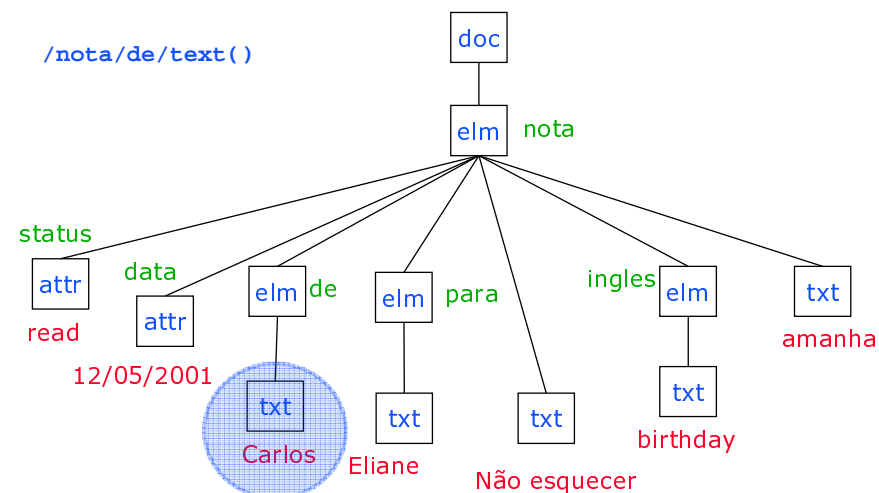 /nota/de/text()
doc
elm
nota
status
attr
read
data
attr
12/05/2001
elm
de
txt
Carlos
elm
para
txt
Eliane
txt
Não esquecer
ingles
elm
txt
birthday
txt
amanha